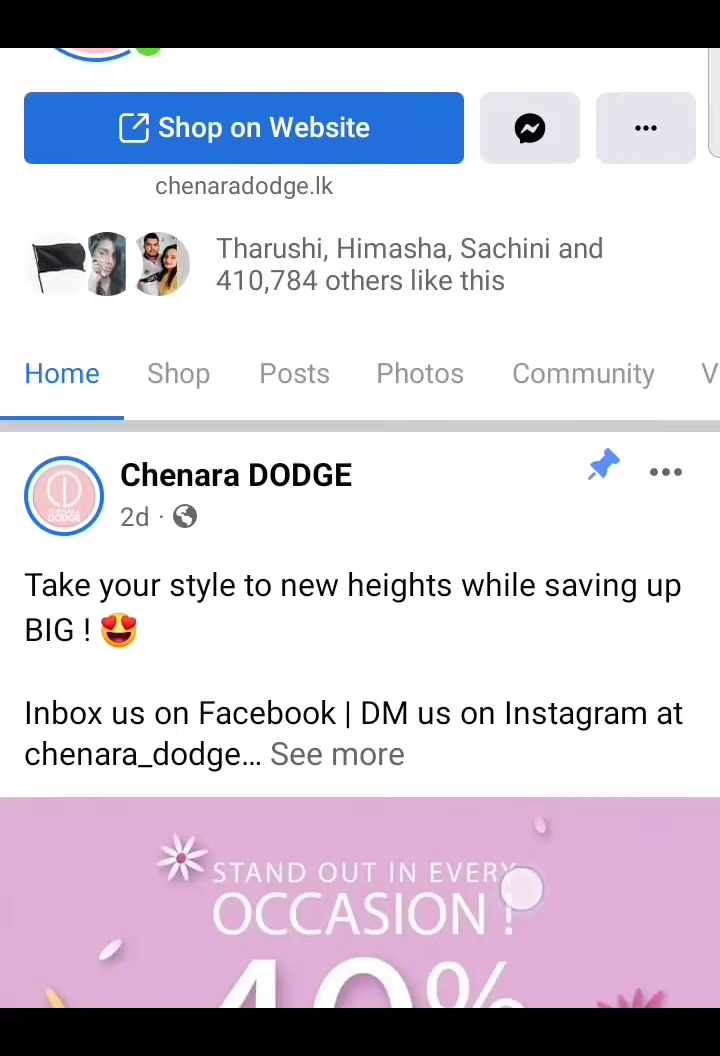 Shop on Website
chenaradodge.lk
Tharushi, Himasha, Sachini and
410,784 others like this
Home Shop Posts Photos Community V
Chenara DODGE
2d ·
Take your style to new heights while saving up
BIG ! 😍
Inbox us on Facebook | DM us on Instagram at
chenara_dodge... See more
STAND OUT IN EVERY
OCCASION !
40%